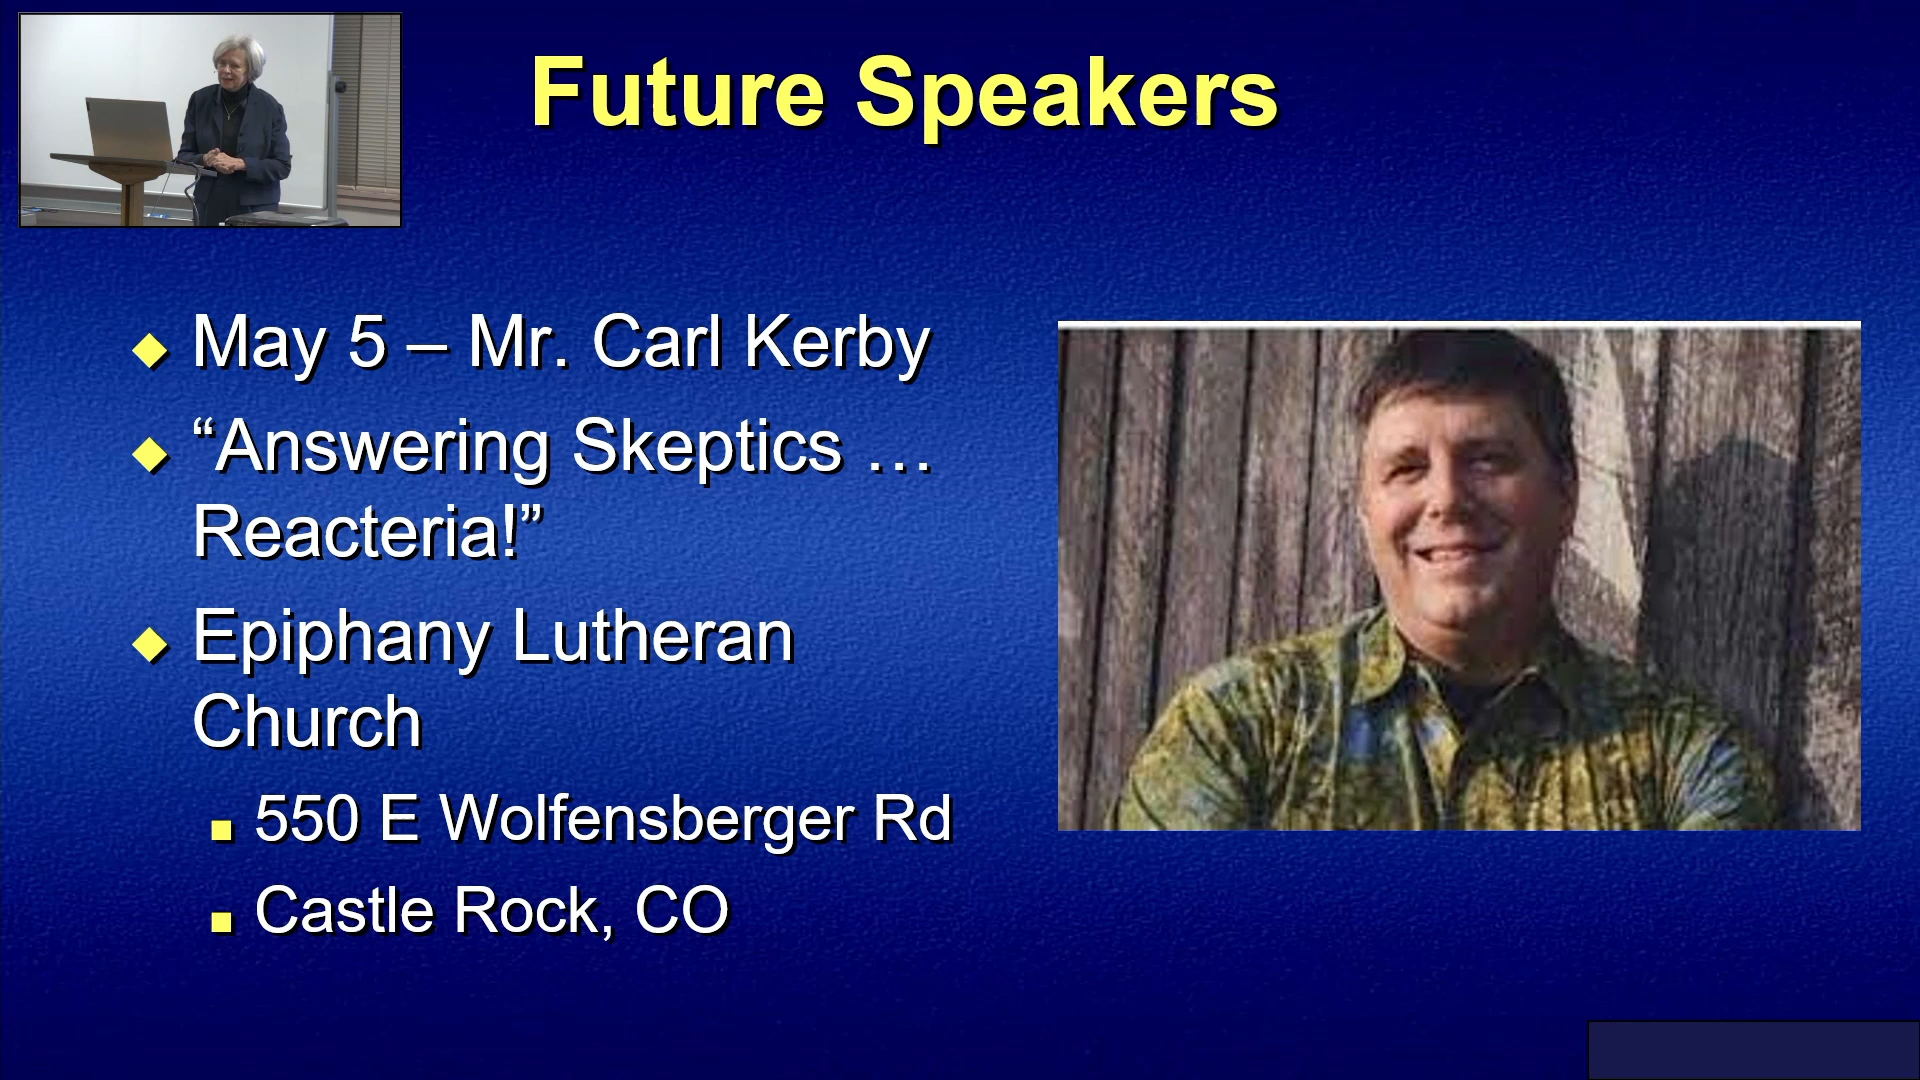 Future Speakers
May 5 – Mr. Carl Kerby
“Answering Skeptics …
Reacteria!”
Epiphany Lutheran
Church
550 E Wolfensberger Rd
Castle Rock, CO